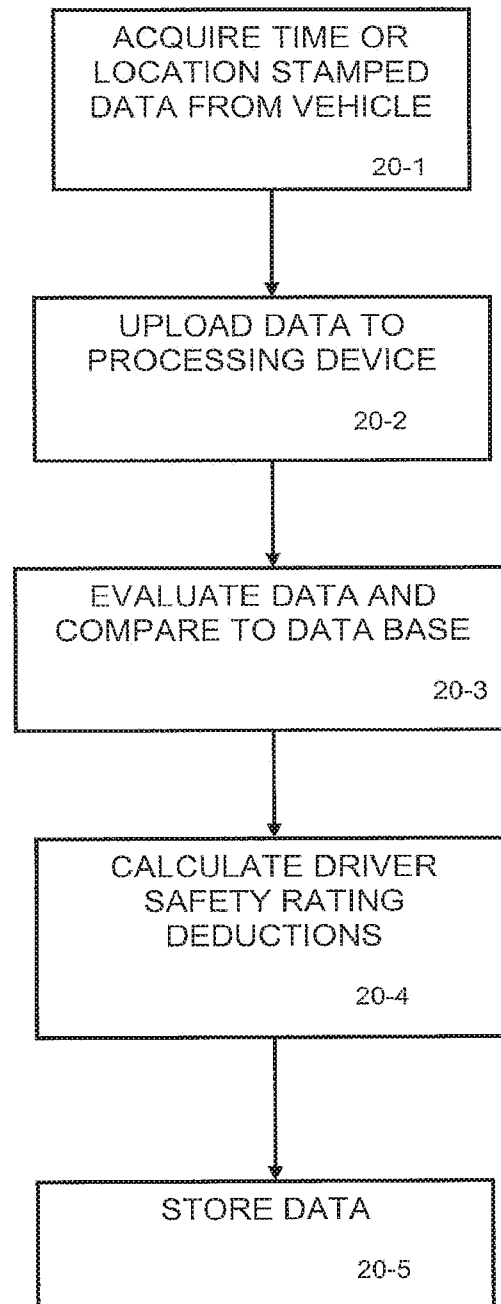 ACQUIRE TIME OR
LOCATION STAMPED
DATA FROM VEHICLE
20-1
UPLOAD DATA TO
PROCESSING DEVICE
20-2
EVALUATE DATA AND
COMPARE TO DATA BASE
20-3
CALCULATE DRIVER
SAFETY RATING
DEDUCTIONS
20-4
STORE DATA
20-5